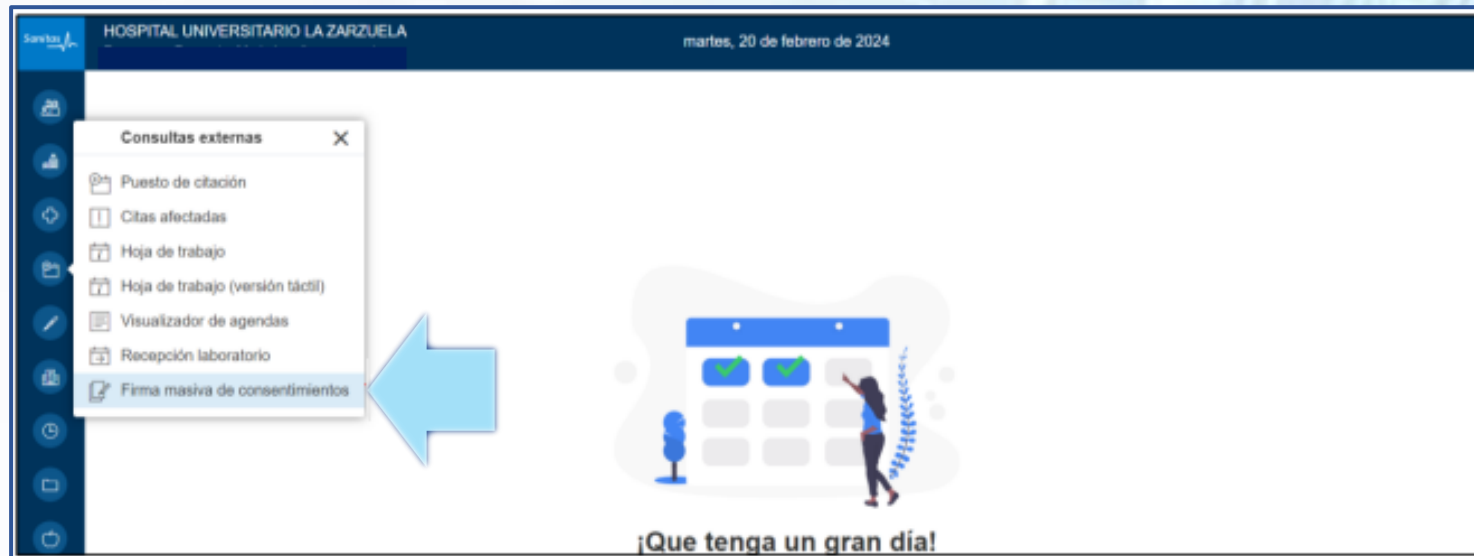 Sanitas
HOSPITAL UNIVERSITARIO LA ZARZUELA
martes, 20 de febrero de 2024
Consultas externas
Puesto de citación
Citas afectadas
Hoja de trabajo
Hoja de trabajo (versión táctil)
Visualizador de agendas
Recepción laboratorio
Firma masiva de consentimientos
¡Que tenga un gran día!